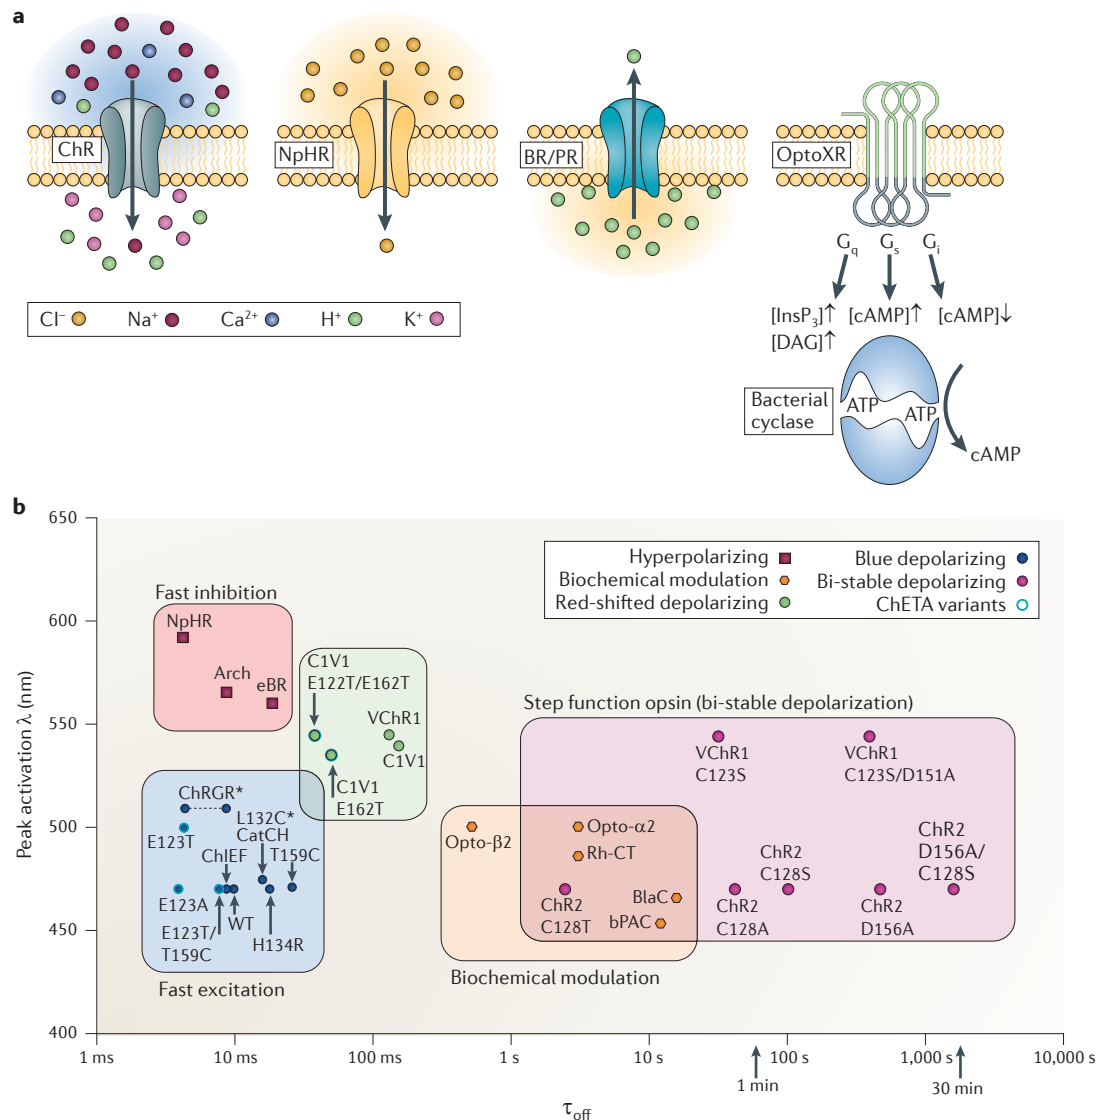 a
ChR
NpHR
BR/PR
OptoXR
Gq Gs Gi
[InsP3]↑ [cAMP]↑ [cAMP]↓
[DAG]↑
Cl– Na+ Ca2+ H+ K+
Bacterial
cyclase
ATP
ATP
cAMP
b
Peak activation λ (nm)
650
600
550
500
450
400
Hyperpolarizing
Biochemical modulation
Red-shifted depolarizing
Blue depolarizing
Bi-stable depolarizing
ChETA variants
Fast inhibition
NpHR
Arch
eBR
C1V1
E122T/E162T
VChR1
C1V1
C1V1
E162T
Step function opsin (bi-stable depolarization)
VChR1
C123S
VChR1
C123S/D151A
ChRGR*
E123T
L132C*
CatCH
ChIEF
T159C
E123A
E123T/
T159C
WT
H134R
Fast excitation
Opto-β2
Opto-α2
Rh-CT
BlaC
bPAC
ChR2
C128T
Biochemical modulation
ChR2
C128A
ChR2
C128S
ChR2
D156A
ChR2
D156A/
C128S
1 ms
10 ms
100 ms
1 s
10 s
100 s
1,000 s
10,000 s
1 min
30 min
τoff